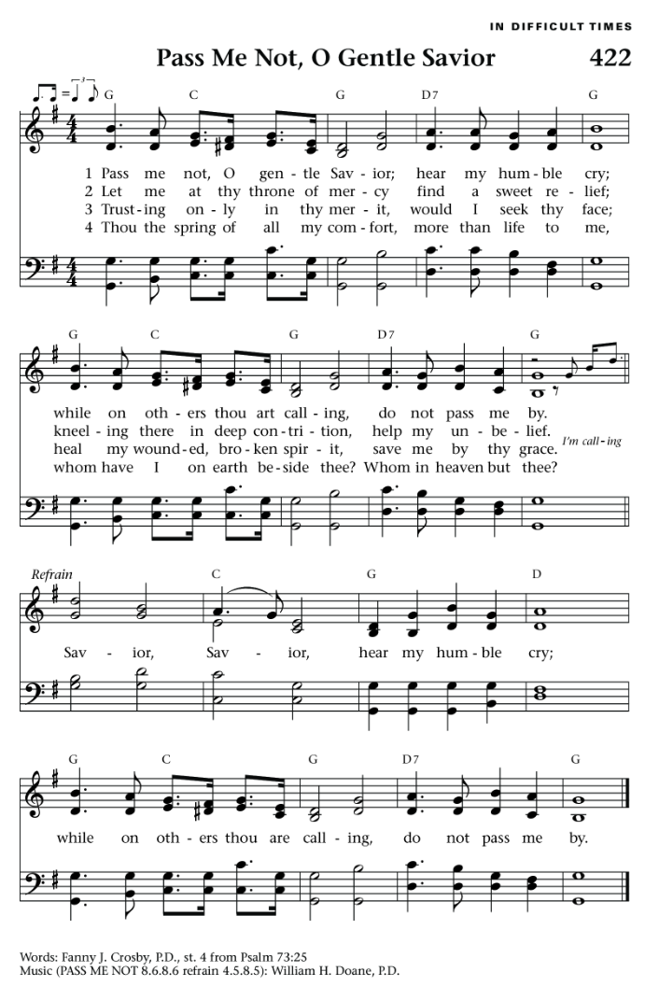 IN DIFFICULT TIMES
Pass Me Not, O Gentle Savior 422
3
G C G D7 G
1 Pass me not, O gen - tle Sav - ior; hear my hum - ble cry;
2 Let me at thy throne of mer - cy find a sweet re - lief;
3 Trust - ing on - ly in thy mer - it, would I seek thy face;
4 Thou the spring of all my com - fort, more than life to me,
G C G D7 G
while on oth - ers thou art call - ing, do not pass me by.
kneel - ing there in deep con - tri - tion, help my un - be - lief.
heal my wound - ed, bro - ken spir - it, save me by thy grace.
I'm call - ing
whom have I on earth be - side thee? Whom in heaven but thee?
Refrain C G D
Sav - ior, Sav - ior, hear my hum - ble cry;
G C G D7 G
while on oth - ers thou are call - ing, do not pass me by.
Words: Fanny J. Crosby, P.D., st. 4 from Psalm 73:25
Music (PASS ME NOT 8.6.8.6 refrain 4.5.8.5): William H. Doane, P.D.